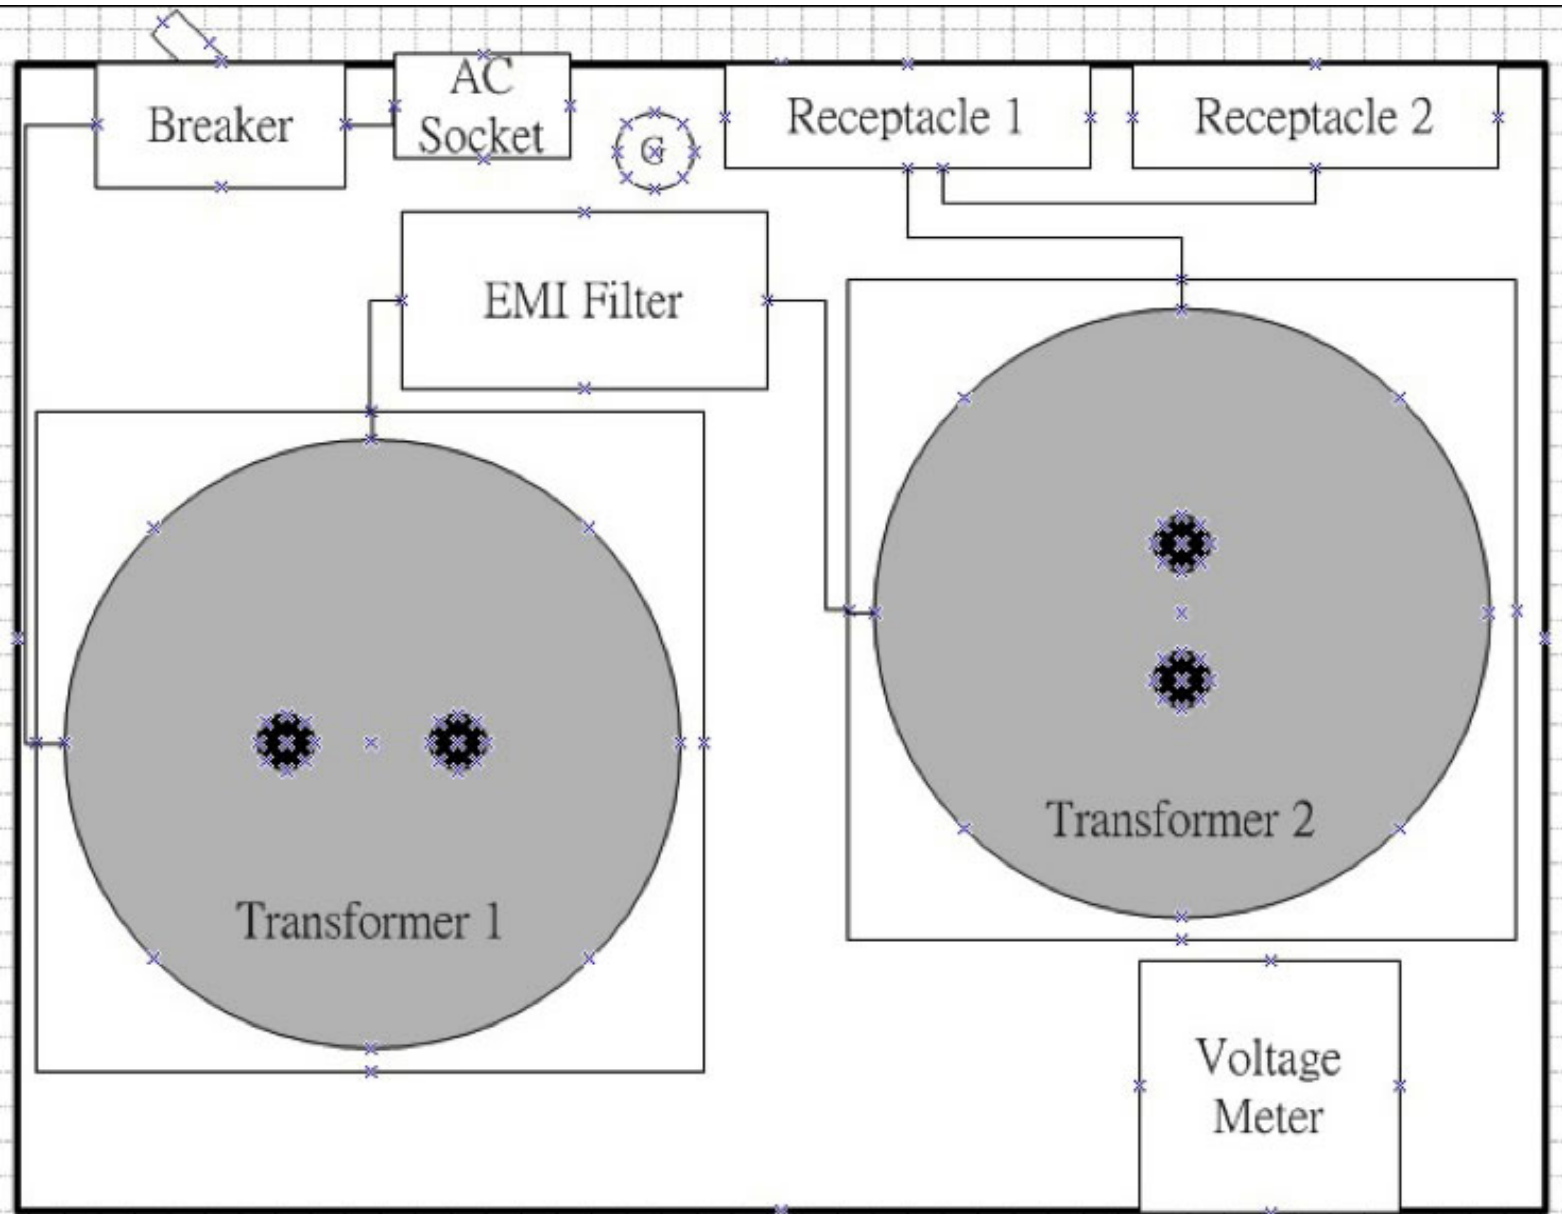 Breaker
AC
Socket
G
Receptacle 1
Receptacle 2
EMI Filter
Transformer 1
Transformer 2
Voltage
Meter